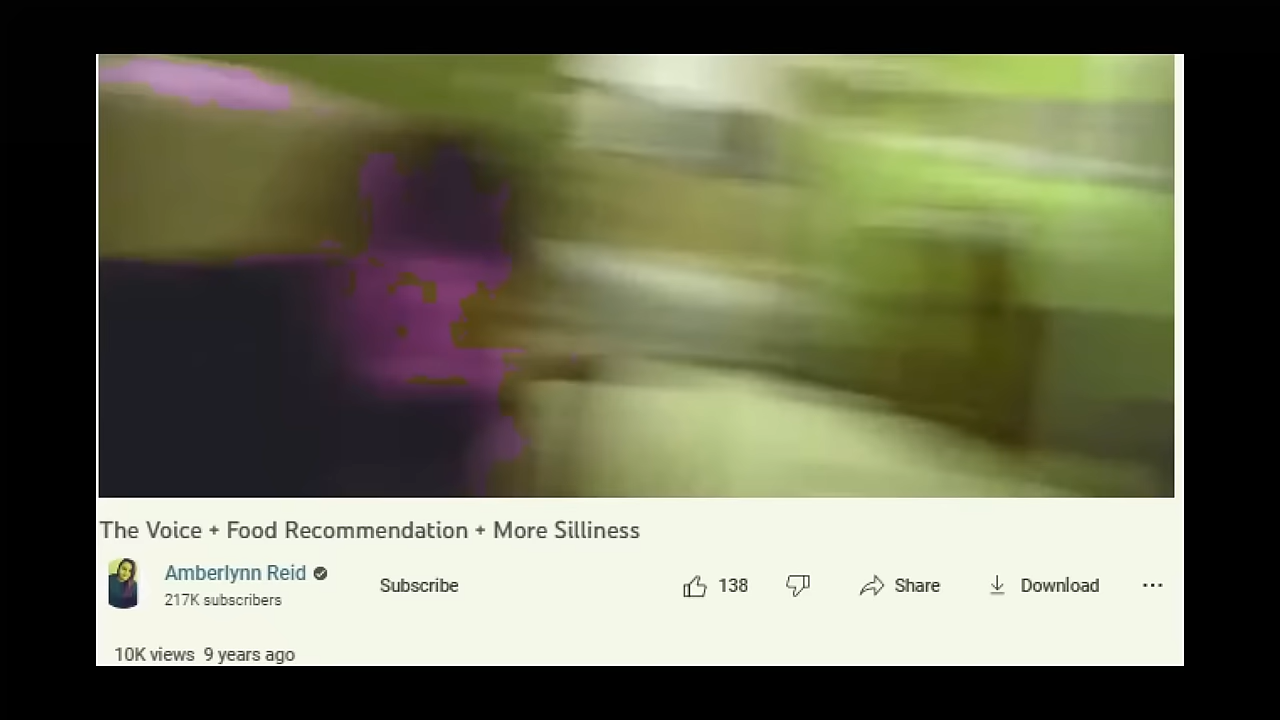 The Voice + Food Recommendation + More Silliness
Amberlynn Reid
217K subscribers
Subscribe
138
Share
Download
10K views 9 years ago